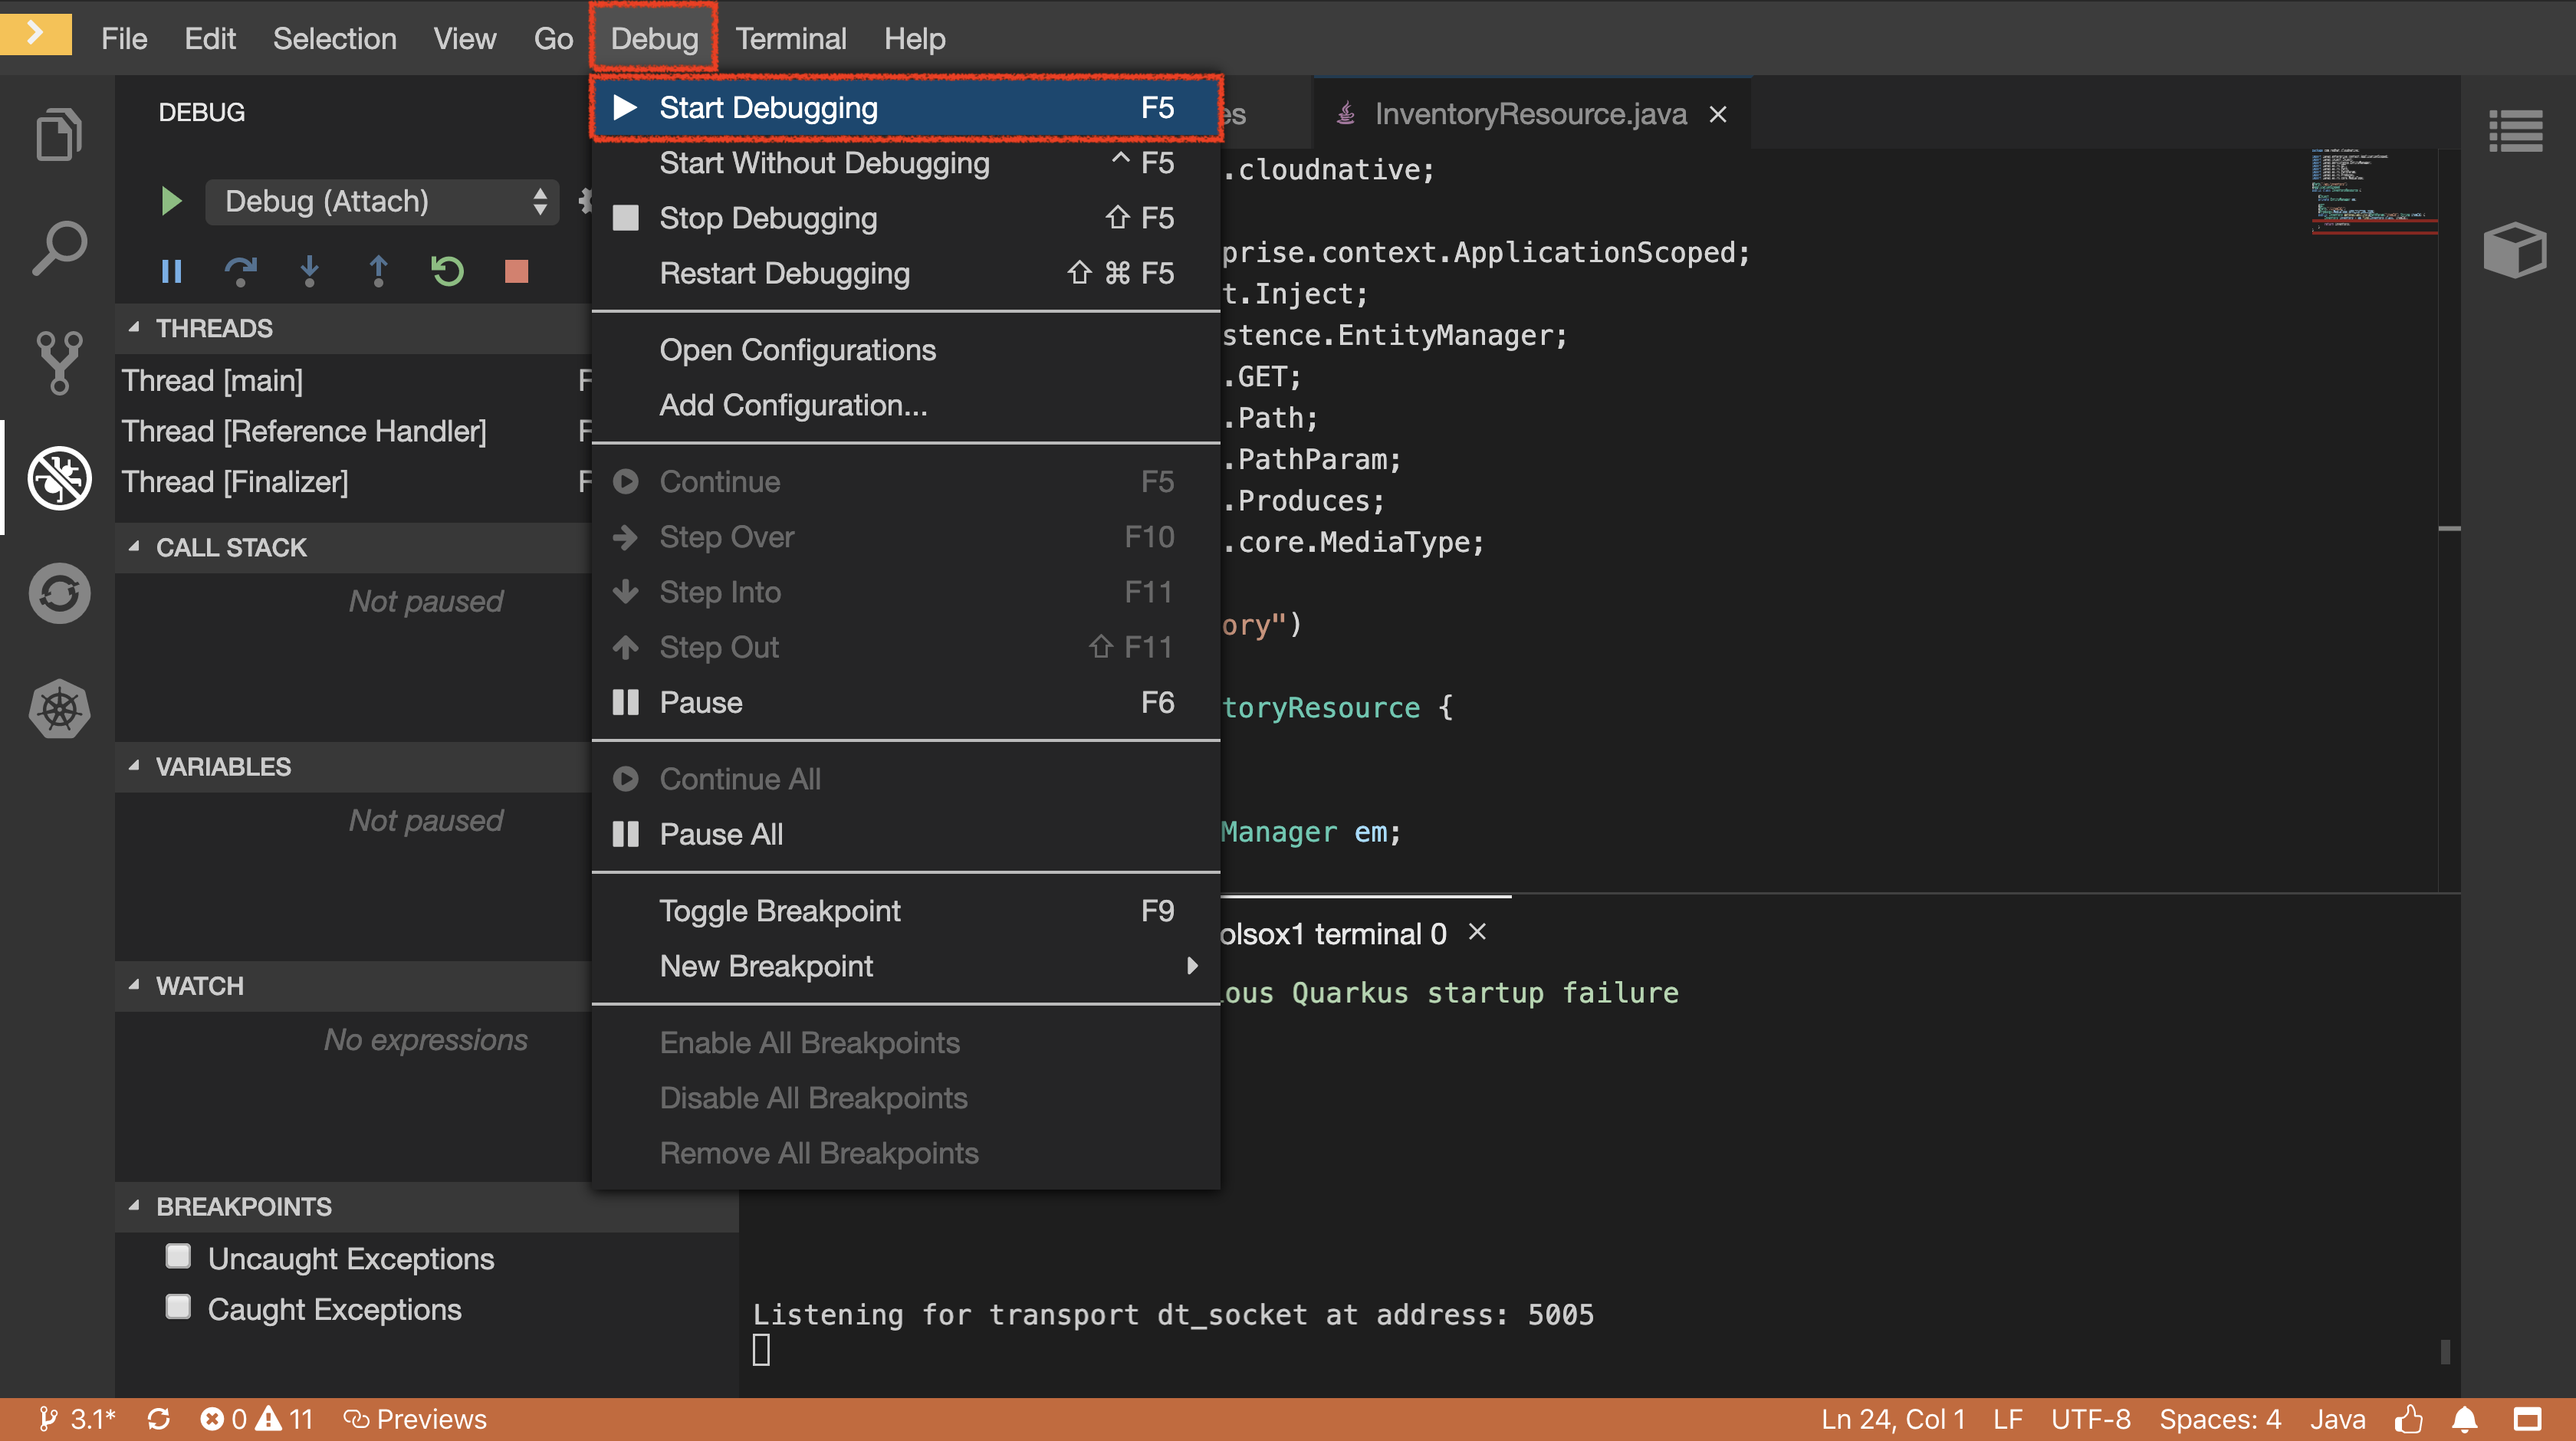 File Edit Selection View Go Debug Terminal Help
DEBUG
Debug (Attach)
THREADS
Thread [main]
Thread [Reference Handler]
Thread [Finalizer]
CALL STACK
Not paused
VARIABLES
Not paused
WATCH
No expressions
BREAKPOINTS
Uncaught Exceptions
Caught Exceptions
Start Debugging F5
Start Without Debugging ^ F5
Stop Debugging ⇧ F5
Restart Debugging ⇧ ⌘ F5
Open Configurations
Add Configuration...
Continue F5
Step Over F10
Step Into F11
Step Out ⇧ F11
Pause F6
Continue All
Pause All
Toggle Breakpoint F9
New Breakpoint
Enable All Breakpoints
Disable All Breakpoints
Remove All Breakpoints
es InventoryResource.java
.cloudnative;
prise.context.ApplicationScoped;
t.Inject;
stence.EntityManager;
.GET;
.Path;
.PathParam;
.Produces;
.core.MediaType;
ory")
toryResource {
Manager em;
olsox1 terminal 0
ious Quarkus startup failure
Listening for transport dt_socket at address: 5005
3.1* 0 11 Previews Ln 24, Col 1 LF UTF-8 Spaces: 4 Java